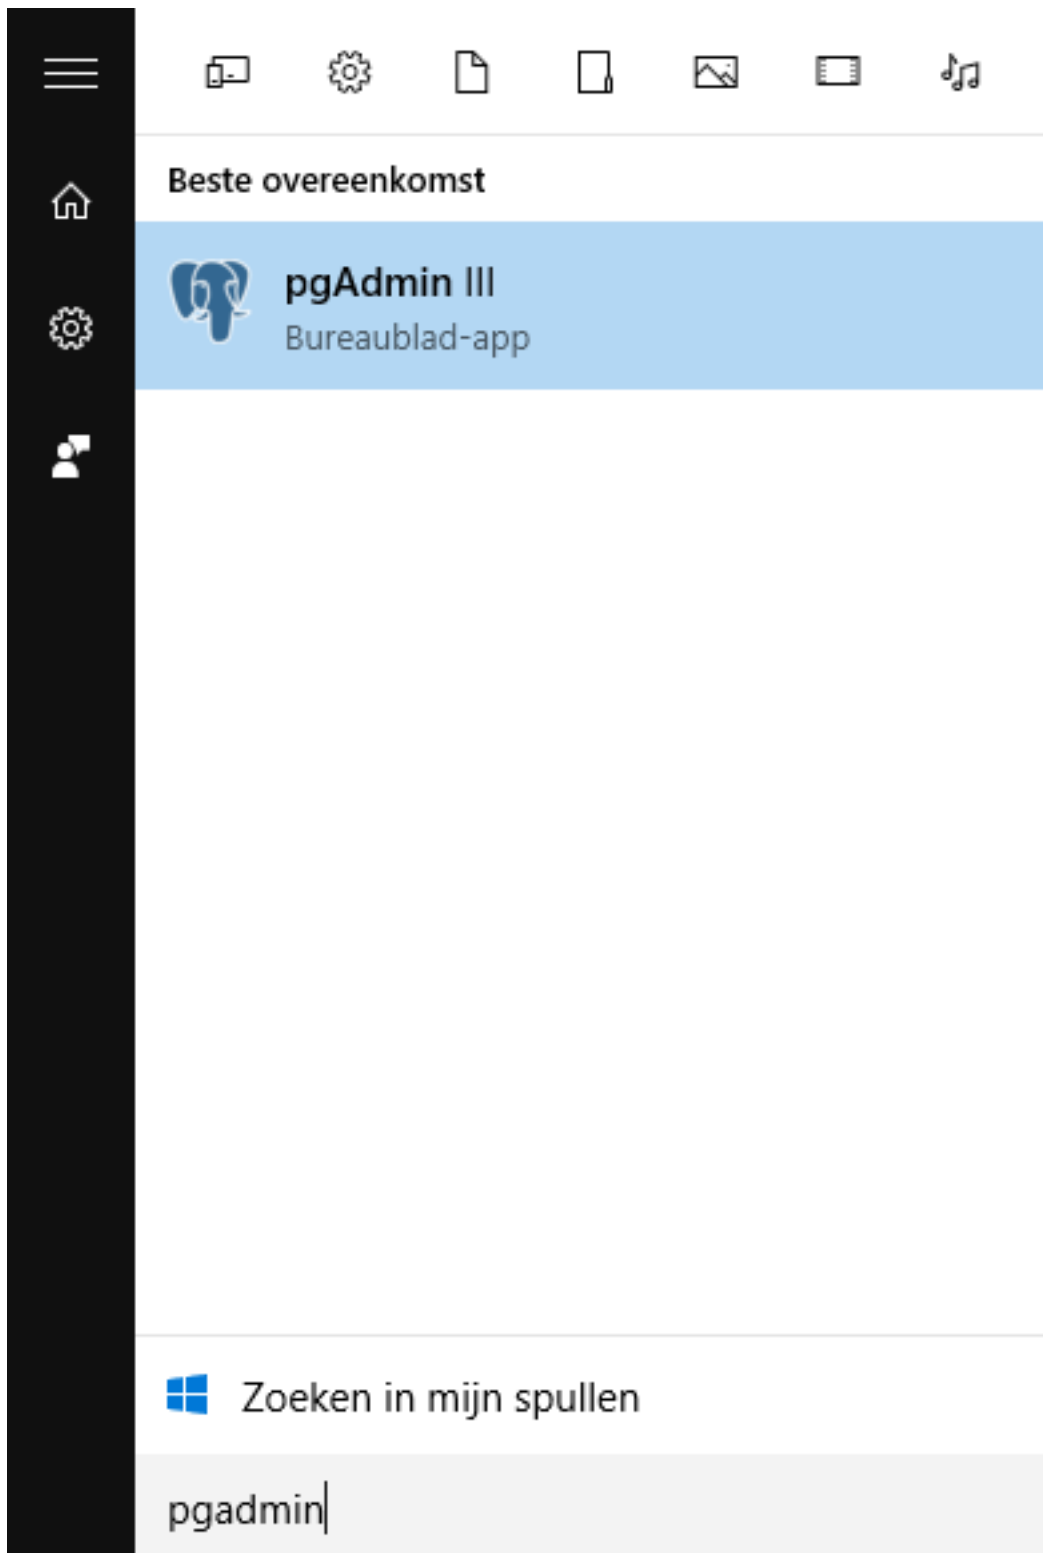 Beste overeenkomst
pgAdmin III
Bureaublad-app
Zoeken in mijn spullen
pgadmin